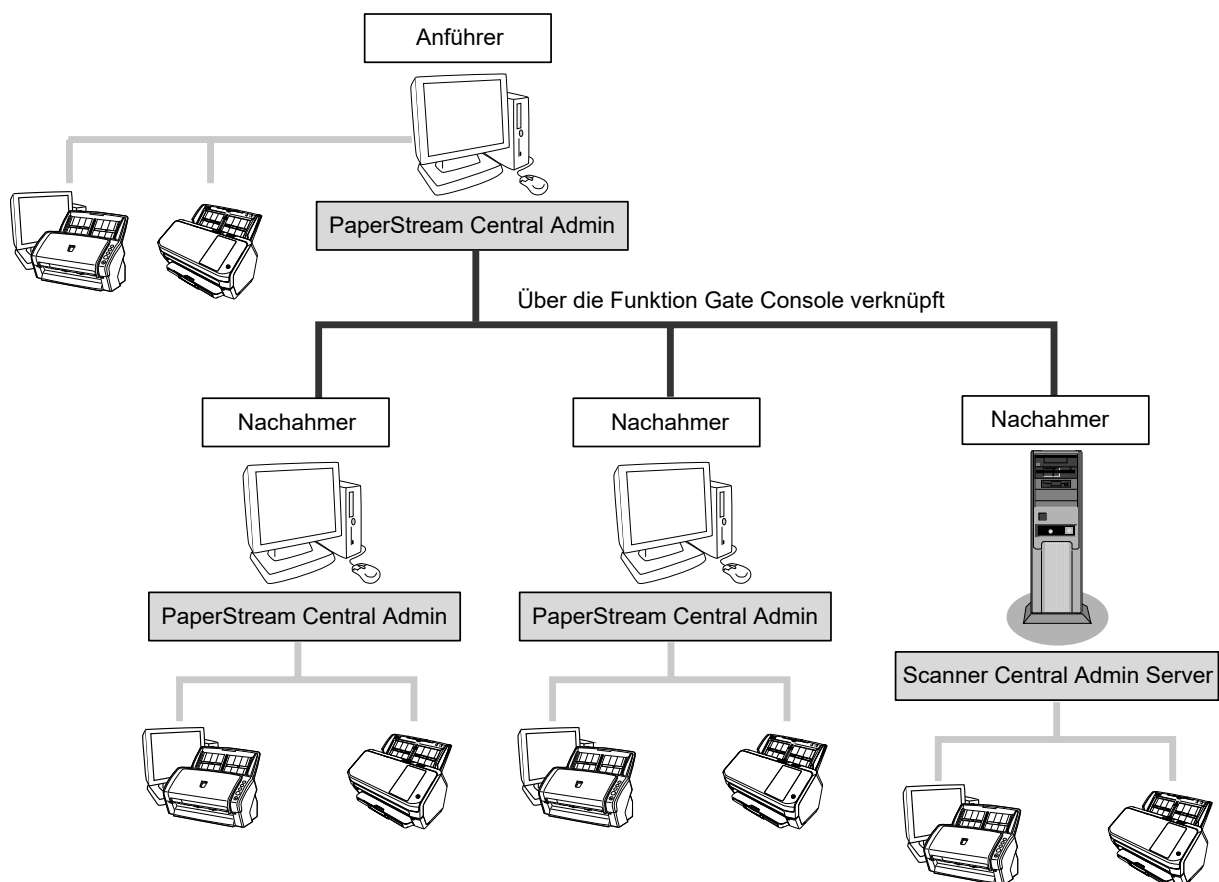 Anführer
PaperStream Central Admin
Über die Funktion Gate Console verknüpft
Nachahmer
Nachahmer
Nachahmer
PaperStream Central Admin
PaperStream Central Admin
Scanner Central Admin Server